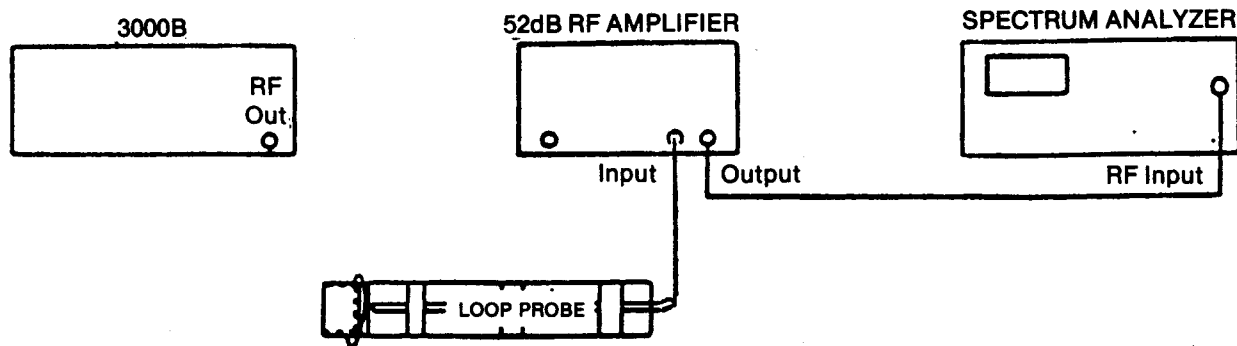 3000B
52dB RF AMPLIFIER
SPECTRUM ANALYZER
RF
Out
Input
Output
RF Input
LOOP PROBE